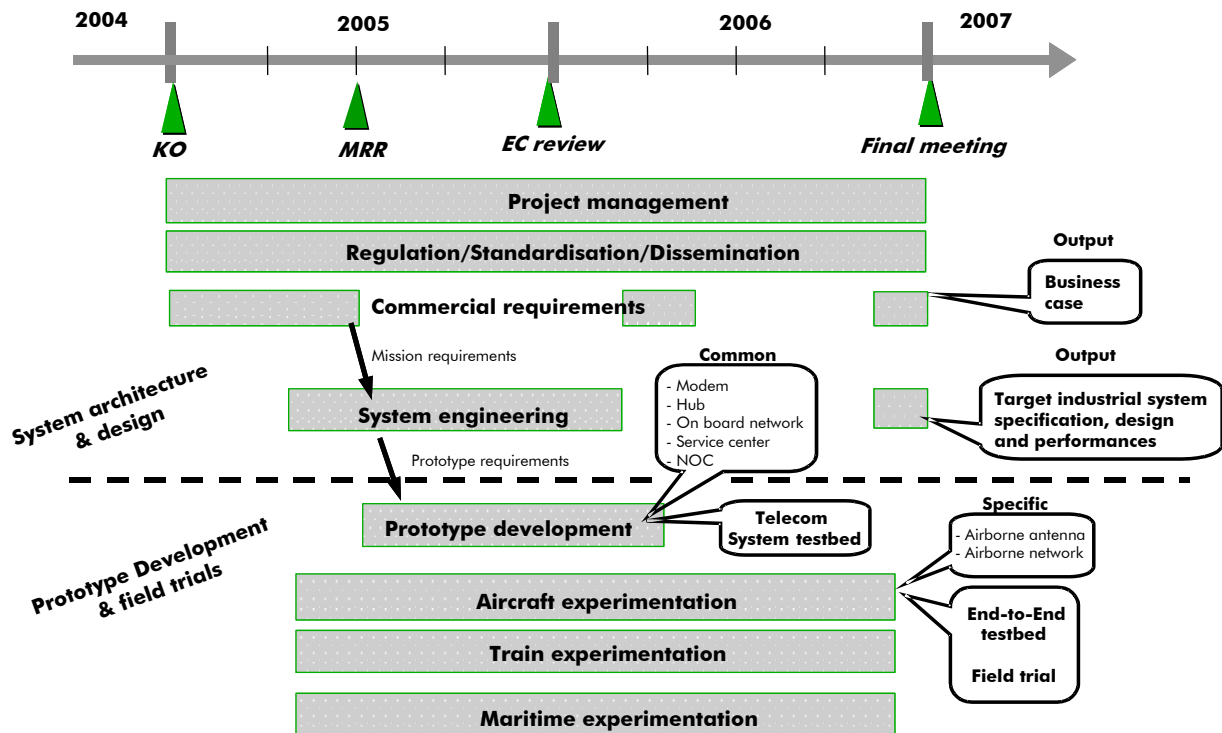 2004
2005
2006
2007
KO
MRR
EC review
Final meeting
Project management
Regulation/Standardisation/Dissemination
Output
Business
case
Commercial requirements
Mission requirements
System architecture
& design
Common
- Modem
- Hub
- On board network
- Service center
- NOC
Output
Target industrial system
specification, design
and performances
System engineering
Prototype requirements
Prototype Development
& field trials
Prototype development
Telecom
System testbed
Specific
- Airborne antenna
- Airborne network
Aircraft experimentation
End-to-End
testbed
Field trial
Train experimentation
Maritime experimentation